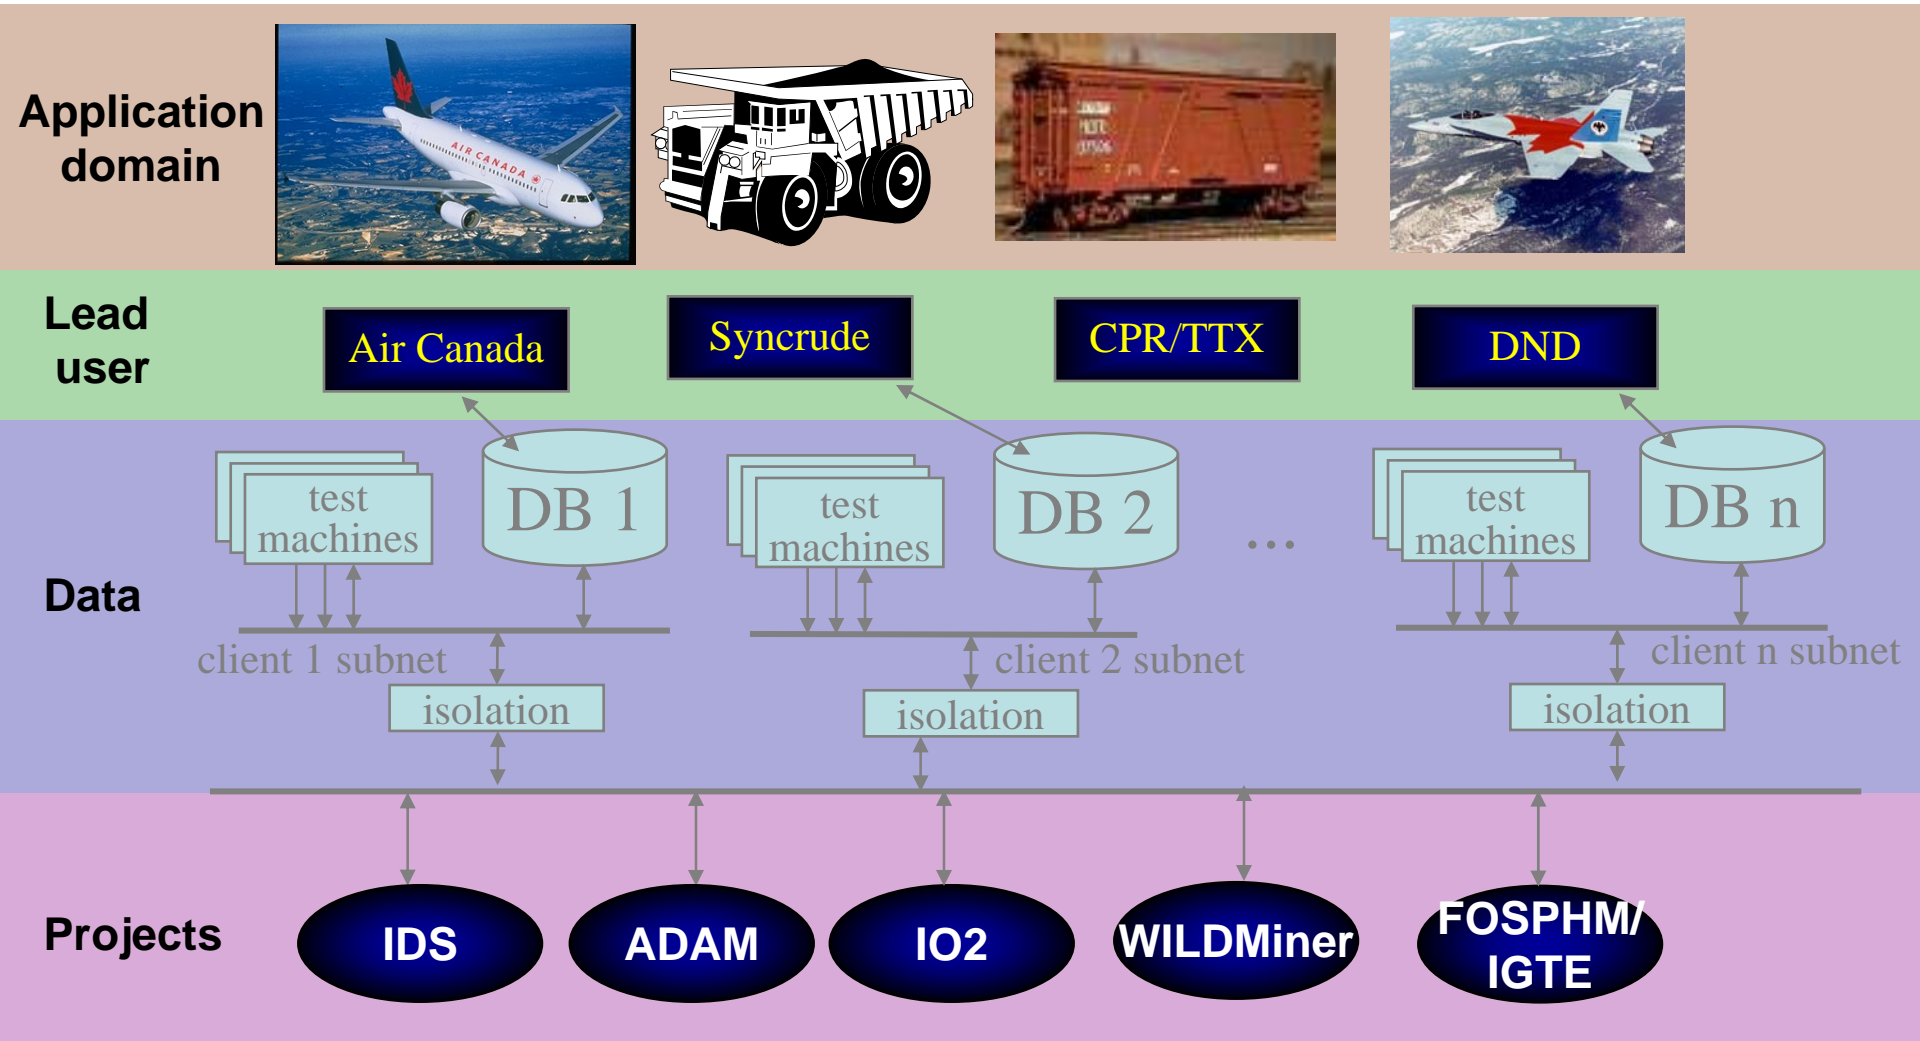 Application
domain
AIR CANADA
Lead
user
Air Canada
Syncrude
CPR/TTX
DND
Data
test
machines
DB 1
test
machines
DB 2
...
test
machines
DB n
client 1 subnet
client 2 subnet
client n subnet
isolation
isolation
isolation
Projects
IDS
ADAM
IO2
WILDMiner
FOSPHM/
IGTE